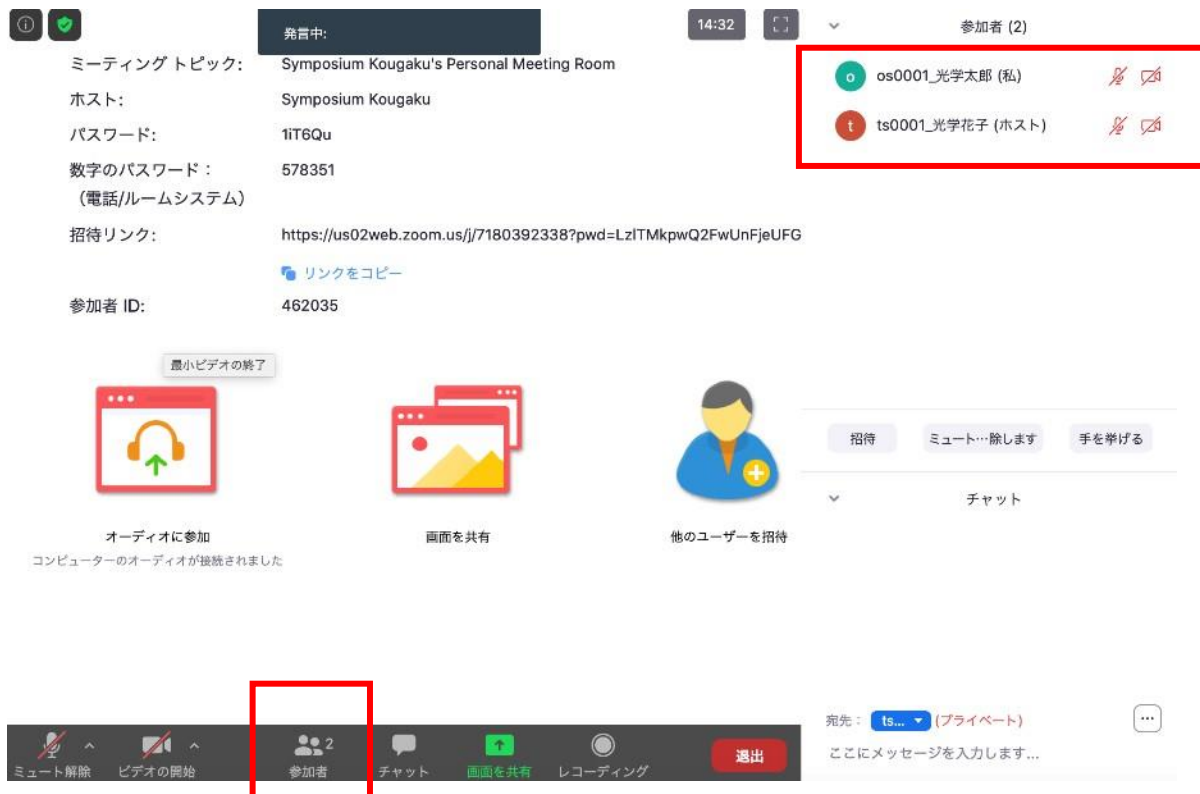 発言中:
14:32
ミーティング トピック: Symposium Kougaku's Personal Meeting Room
ホスト: Symposium Kougaku
パスワード: 1iT6Qu
数字のパスワード： 578351
（電話/ルームシステム）
招待リンク: https://us02web.zoom.us/j/7180392338?pwd=LzlTMkpwQ2FwUnFjeUFG
リンクをコピー
参加者 ID: 462035
最小ビデオの終了
オーディオに参加
コンピューターのオーディオが接続されました
画面を共有
他のユーザーを招待
ミュート解除
ビデオの開始
2
参加者
チャット
画面を共有
レコーディング
退出
参加者 (2)
o os0001_光学太郎 (私)
t ts0001_光学花子 (ホスト)
招待
ミュート…除します
手を挙げる
チャット
宛先： ts... (プライベート)
ここにメッセージを入力します...